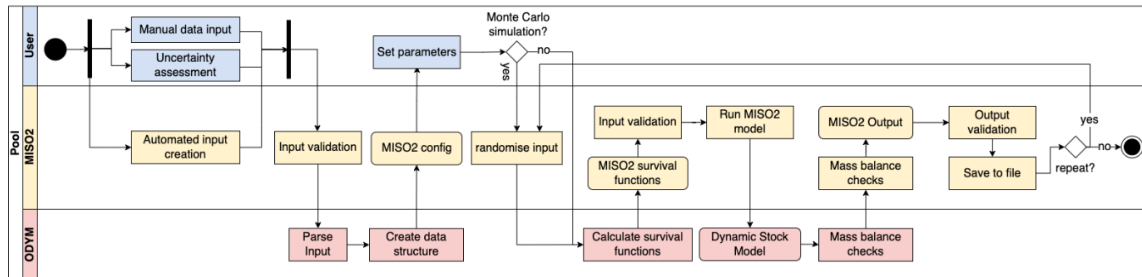 Pool
User
MISO2
ODYM
Manual data input
Uncertainty
assessment
Automated input
creation
Input validation
Parse
Input
Create data
structure
MISO2 config
Set parameters
Monte Carlo
simulation?
no
yes
randomise input
Calculate survival
functions
MISO2 survival
functions
Input validation
Run MISO2
model
Dynamic Stock
Model
Mass balance
checks
Mass balance
checks
MISO2 Output
Output
validation
Save to file
repeat?
yes
no